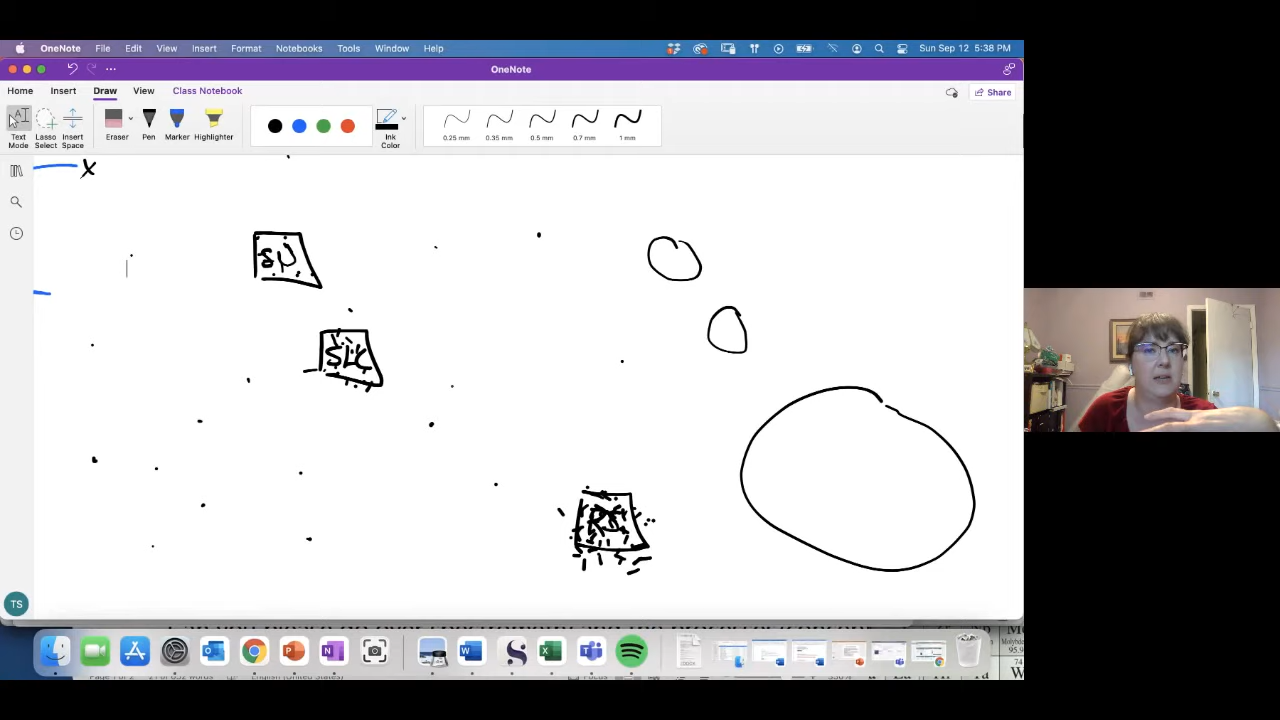 OneNote File Edit View Insert Format Notebooks Tools Window Help Sun Sep 12 5:38 PM
OneNote
Home Insert Draw View Class Notebook Share
Text Mode Lasso Select Insert Space Eraser Pen Marker Highlighter Ink Color 0.25 mm 0.35 mm 0.5 mm 0.7 mm 1 mm
X
SU
SLC
TS